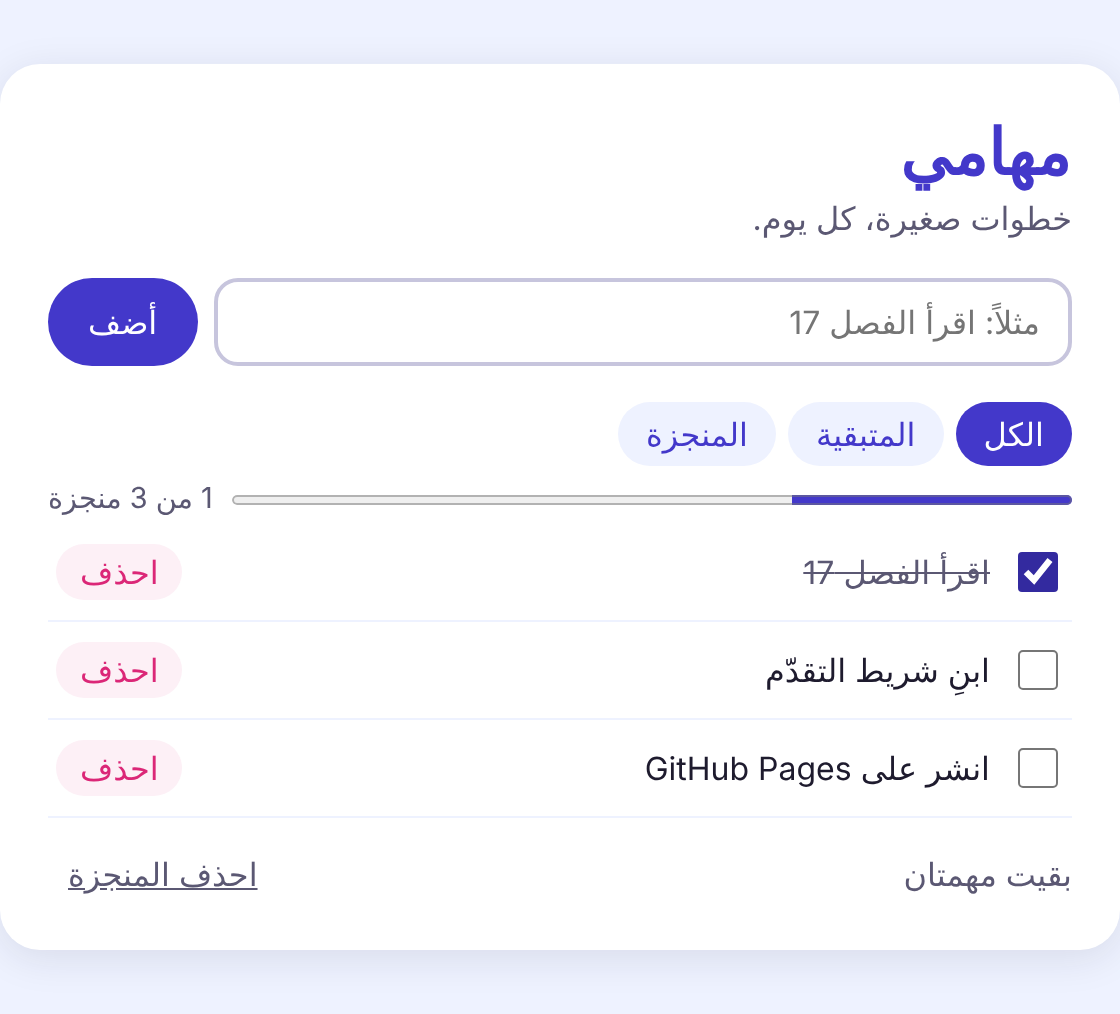 مهامي
خطوات صغيرة، كل يوم.
مثلاً: اقرأ الفصل 17 أضف
الكل المتبقية المنجزة
1 من 3 منجزة
اقرأ الفصل 17 احذف
ابنِ شريط التقدّم احذف
انشر على GitHub Pages احذف
بقيت مهمتان احذف المنجزة